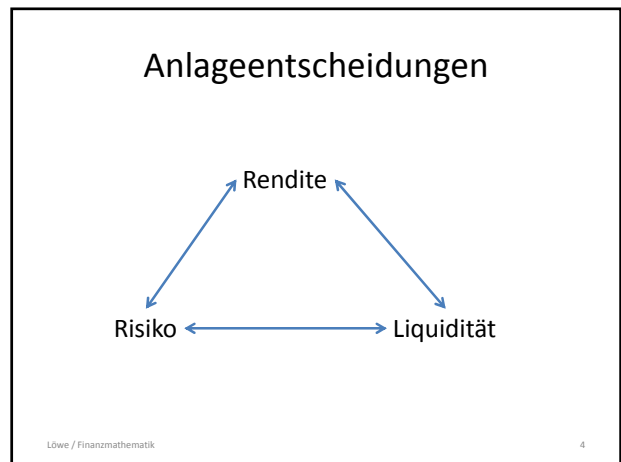 Anlageentscheidungen
Rendite
Risiko Liquidität
Löwe / Finanzmathematik 4